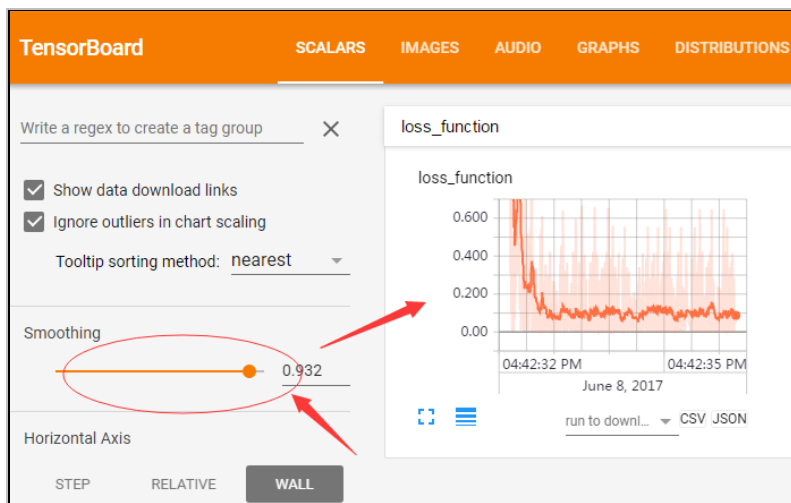 TensorBoard SCALARS IMAGES AUDIO GRAPHS DISTRIBUTIONS
Write a regex to create a tag group
Show data download links
Ignore outliers in chart scaling
Tooltip sorting method: nearest
Smoothing
0.932
Horizontal Axis
STEP RELATIVE WALL
loss_function
loss_function
0.600
0.400
0.200
0.00
04:42:32 PM 04:42:35 PM
June 8, 2017
run to downl... CSV JSON